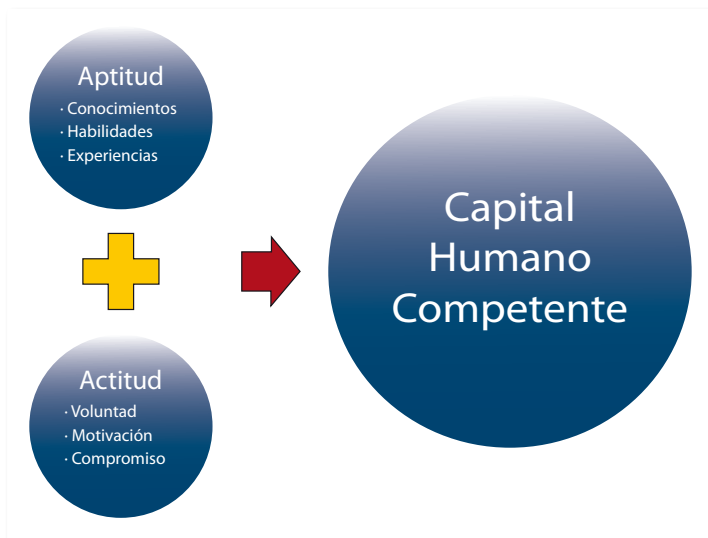 Aptitud
· Conocimientos
· Habilidades
· Experiencias
Actitud
· Voluntad
· Motivación
· Compromiso
Capital
Humano
Competente